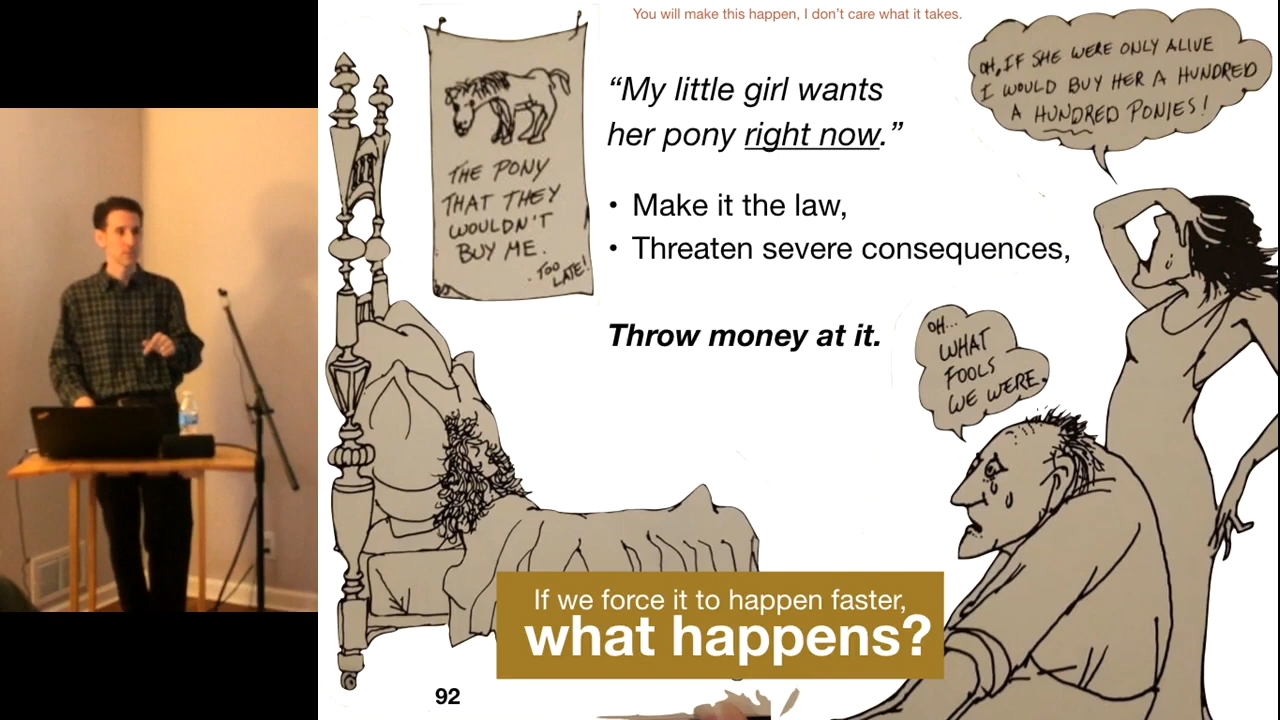 You will make this happen, I don't care what it takes.
THE PONY
THAT THEY
WOULDN'T
BUY ME.
. TOO
LATE!
“My little girl wants
her pony right now.”
• Make it the law,
• Threaten severe consequences,
Throw money at it.
OH, IF SHE WERE ONLY ALIVE
I WOULD BUY HER A HUNDRED
A HUNDRED PONIES!
OH...
WHAT
FOOLS
WE WERE.
If we force it to happen faster,
what happens?
92